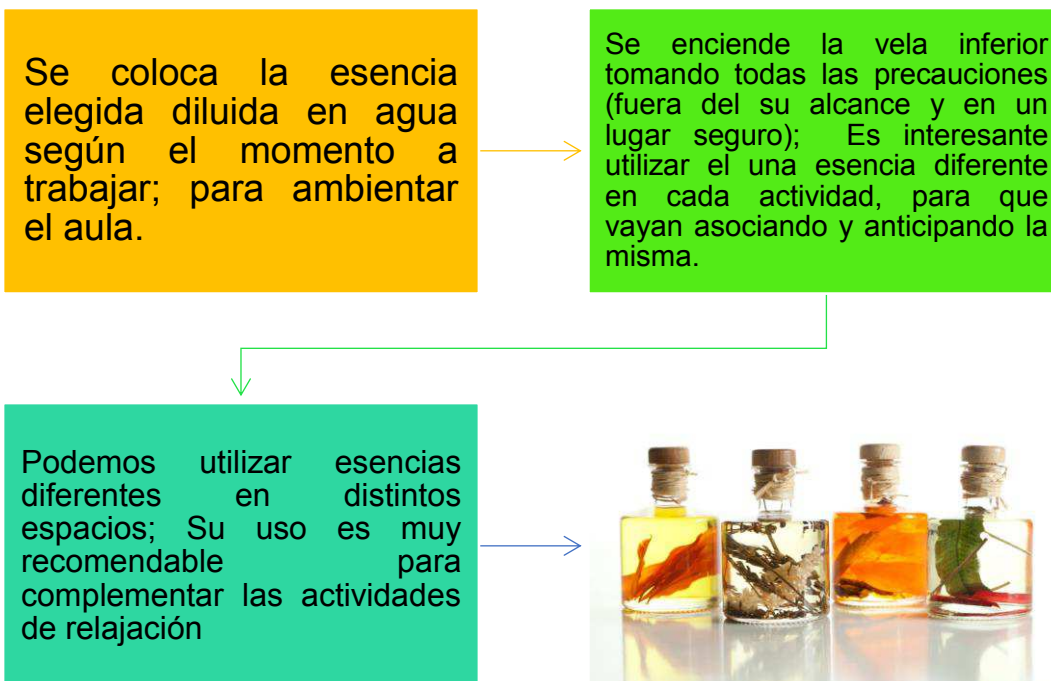 Se coloca la esencia
elegida diluida en agua
según el momento a
trabajar; para ambientar
el aula.
Se enciende la vela inferior
tomando todas las precauciones
(fuera del su alcance y en un
lugar seguro); Es interesante
utilizar el una esencia diferente
en cada actividad, para que
vayan asociando y anticipando la
misma.
Podemos utilizar esencias
diferentes en distintos
espacios; Su uso es muy
recomendable para
complementar las actividades
de relajación